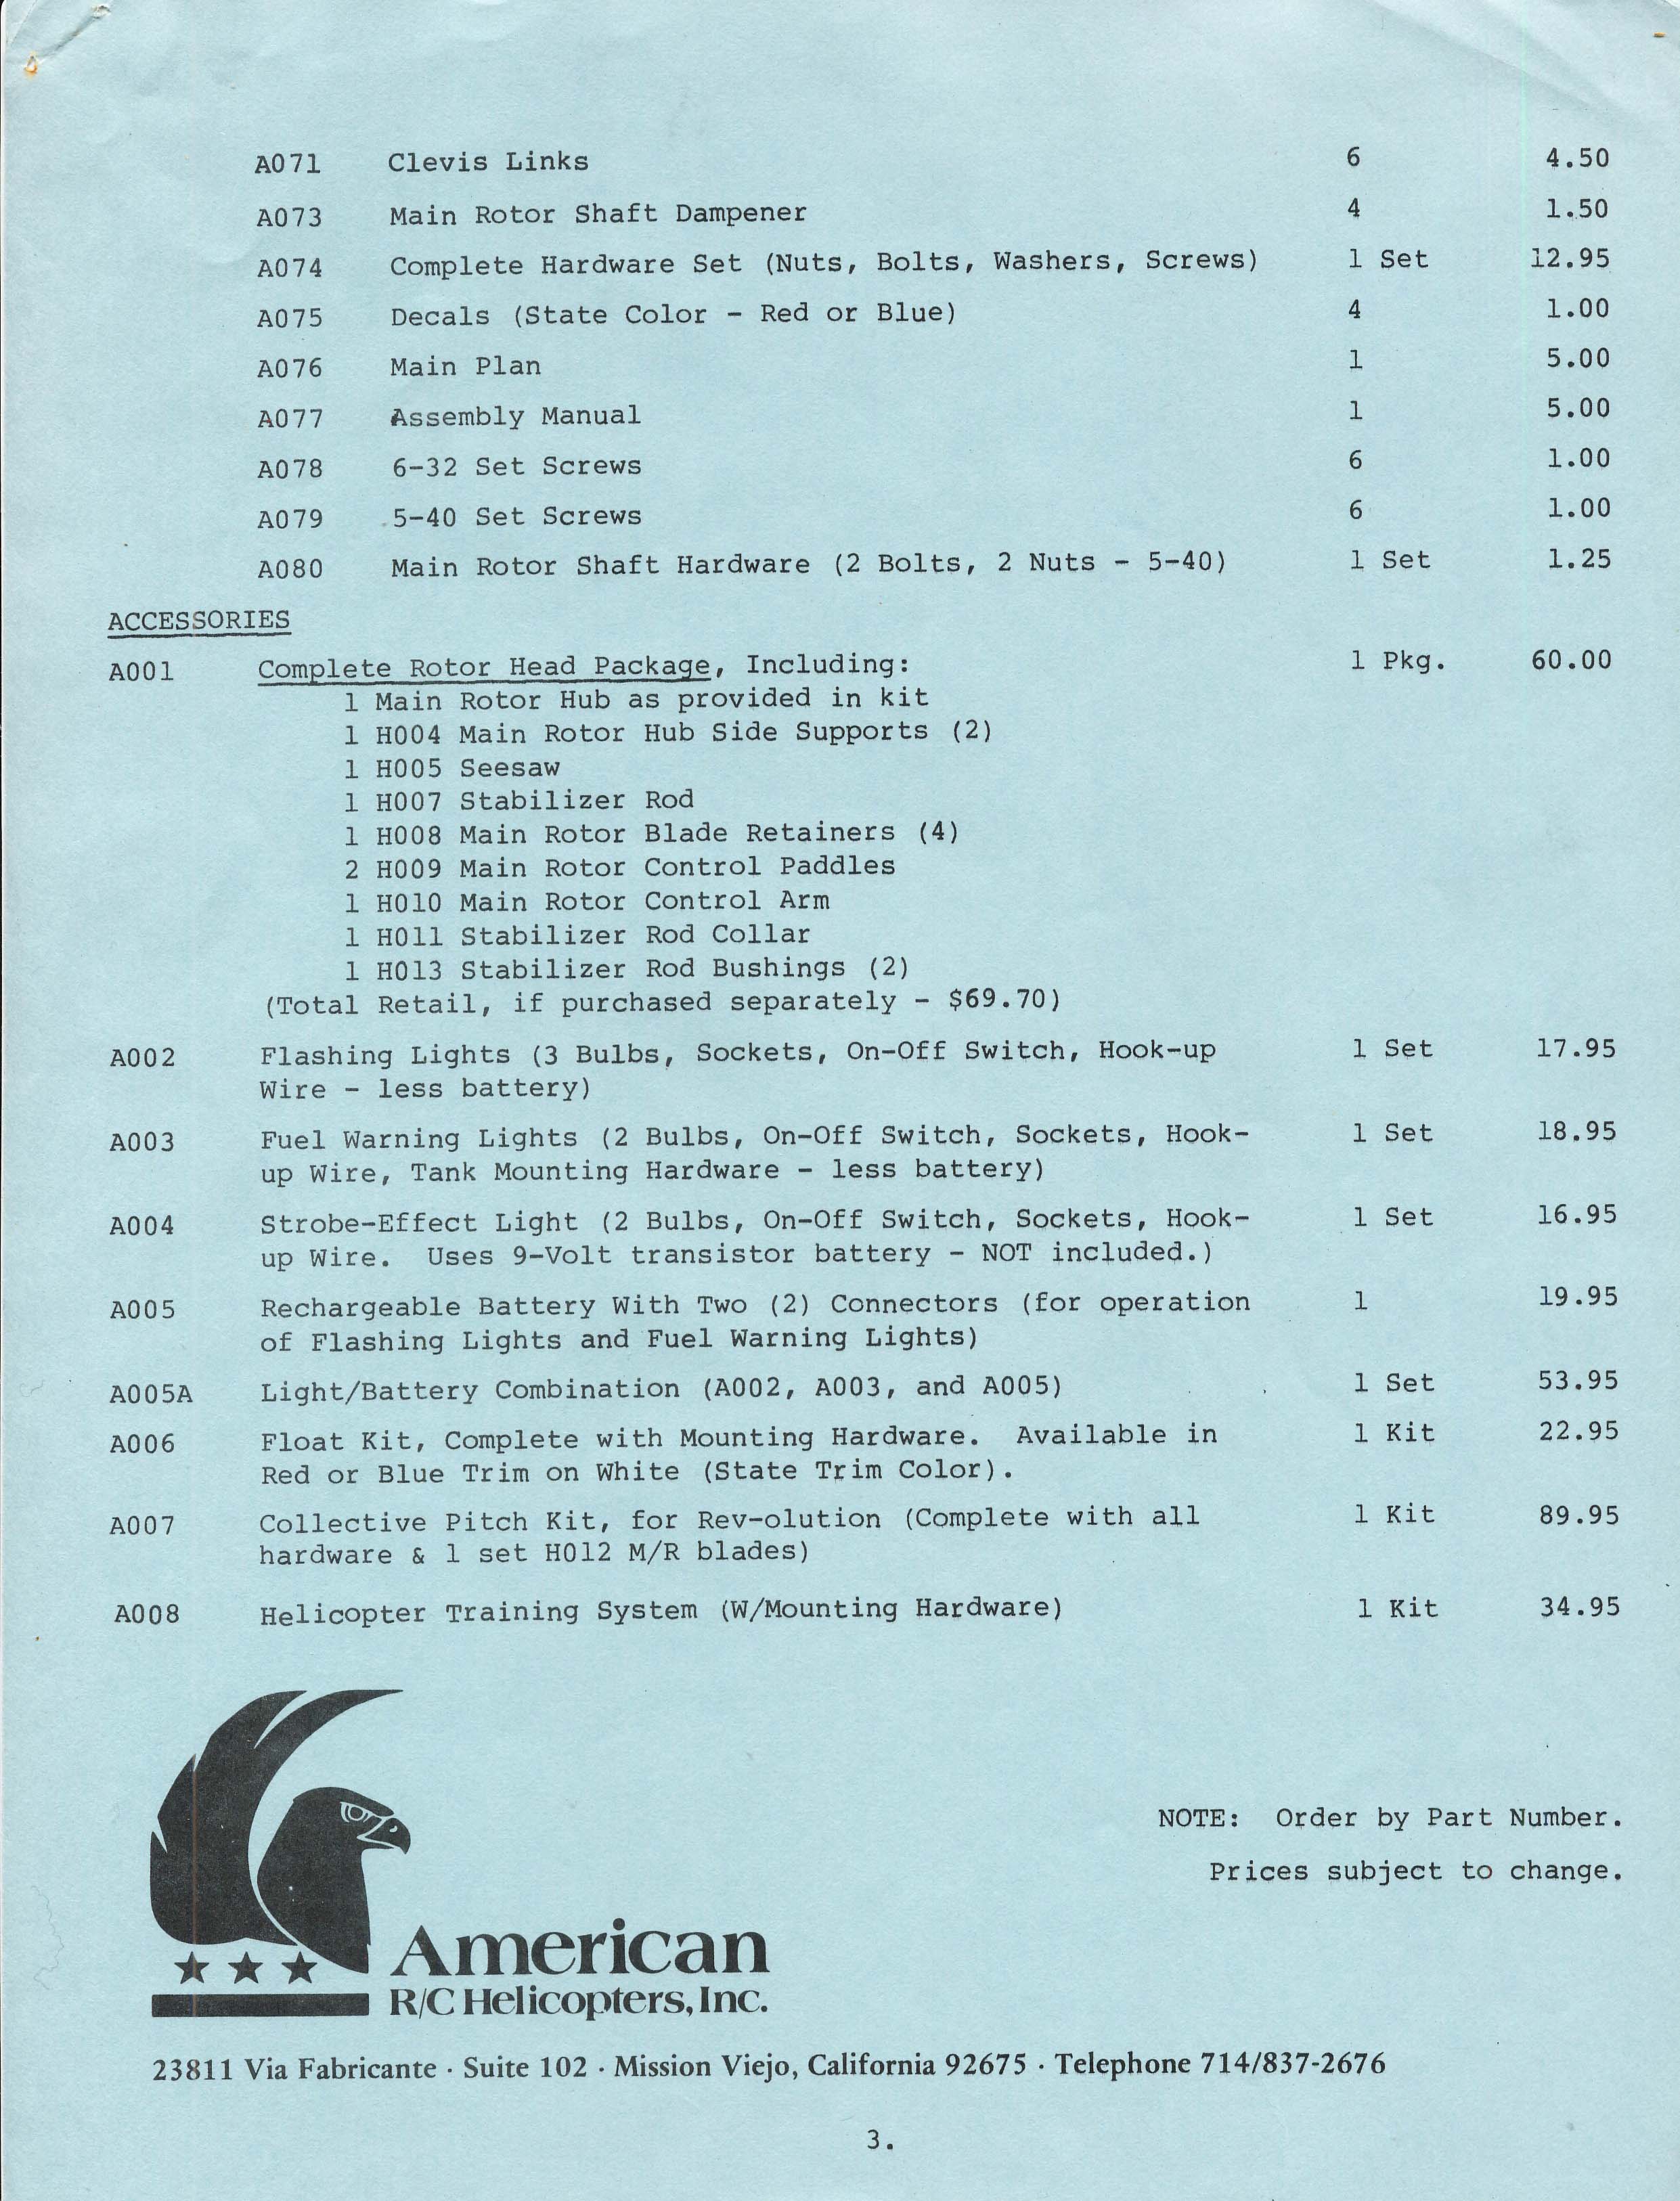 A071 Clevis Links 6 4.50
A073 Main Rotor Shaft Dampener 4 1.50
A074 Complete Hardware Set (Nuts, Bolts, Washers, Screws) 1 Set 12.95
A075 Decals (State Color - Red or Blue) 4 1.00
A076 Main Plan 1 5.00
A077 Assembly Manual 1 5.00
A078 6-32 Set Screws 6 1.00
A079 5-40 Set Screws 6 1.00
A080 Main Rotor Shaft Hardware (2 Bolts, 2 Nuts - 5-40) 1 Set 1.25
ACCESSORIES
A001 Complete Rotor Head Package, Including: 1 Pkg. 60.00
1 Main Rotor Hub as provided in kit
1 H004 Main Rotor Hub Side Supports (2)
1 H005 Seesaw
1 H007 Stabilizer Rod
1 H008 Main Rotor Blade Retainers (4)
2 H009 Main Rotor Control Paddles
1 H010 Main Rotor Control Arm
1 H011 Stabilizer Rod Collar
1 H013 Stabilizer Rod Bushings (2)
(Total Retail, if purchased separately - $69.70)
A002 Flashing Lights (3 Bulbs, Sockets, On-Off Switch, Hook-up 1 Set 17.95
Wire - less battery)
A003 Fuel Warning Lights (2 Bulbs, On-Off Switch, Sockets, Hook- 1 Set 18.95
up Wire, Tank Mounting Hardware - less battery)
A004 Strobe-Effect Light (2 Bulbs, On-Off Switch, Sockets, Hook- 1 Set 16.95
up Wire. Uses 9-Volt transistor battery - NOT included.)
A005 Rechargeable Battery With Two (2) Connectors (for operation 1 19.95
of Flashing Lights and Fuel Warning Lights)
A005A Light/Battery Combination (A002, A003, and A005) 1 Set 53.95
A006 Float Kit, Complete with Mounting Hardware. Available in 1 Kit 22.95
Red or Blue Trim on White (State Trim Color).
A007 Collective Pitch Kit, for Rev-olution (Complete with all 1 Kit 89.95
hardware & 1 set H012 M/R blades)
A008 Helicopter Training System (W/Mounting Hardware) 1 Kit 34.95
NOTE: Order by Part Number.
Prices subject to change.
American
R/C Helicopters, Inc.
23811 Via Fabricante · Suite 102 · Mission Viejo, California 92675 · Telephone 714/837-2676
3.